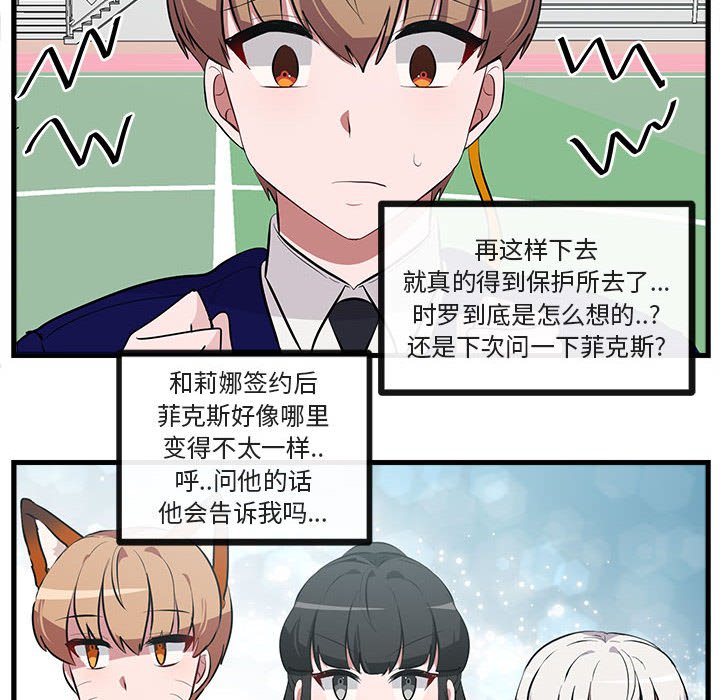 再这样下去
就真的得到保护所去了...
时罗到底是怎么想的..?
还是下次问一下菲克斯?
和莉娜签约后
菲克斯好像哪里
变得不太一样..
呼..问他的话
他会告诉我吗...